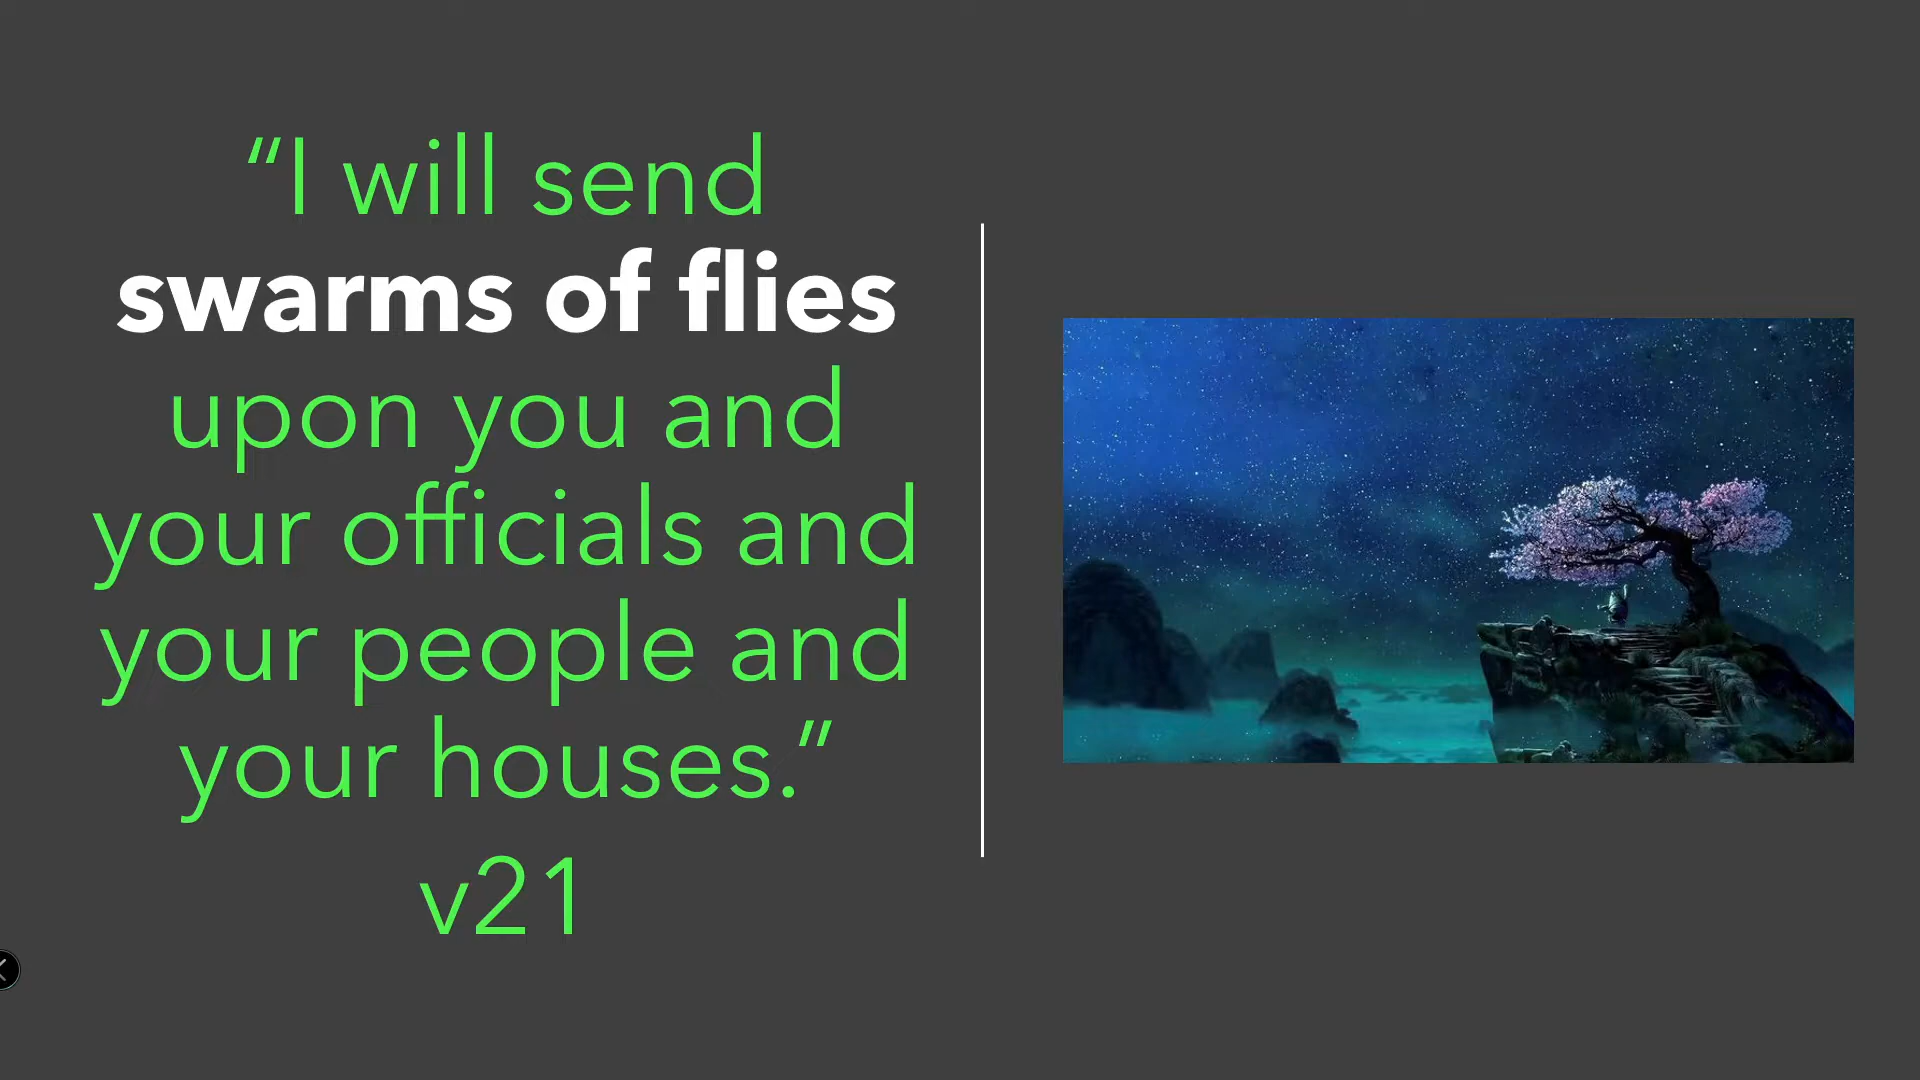 “I will send
swarms of flies
upon you and
your officials and
your people and
your houses.”
v21